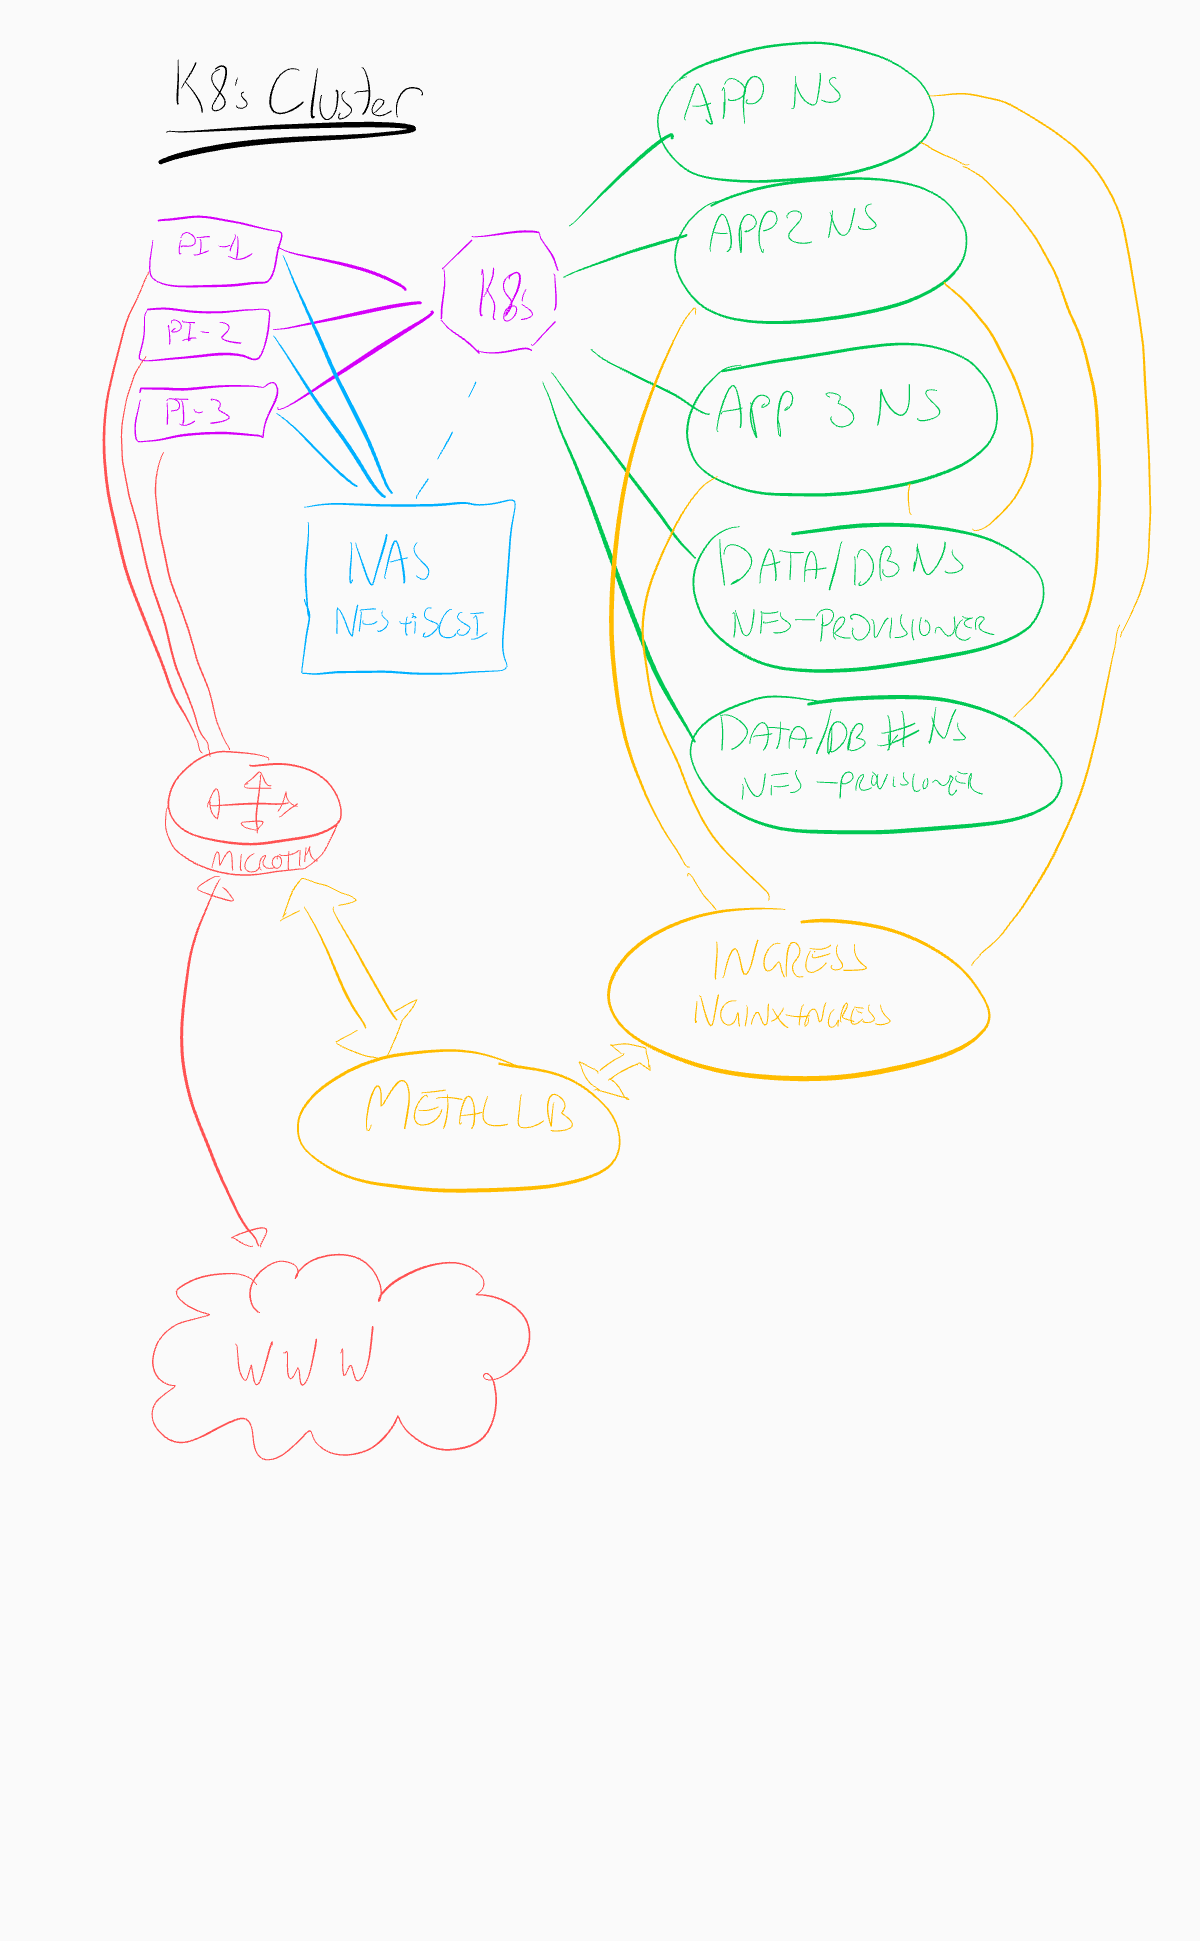 K8's Cluster
APP NS
APP2 NS
PI-1
K8s
PI-2
PI-3
APP 3 NS
NAS
NFS+iSCSI
DATA/DB NS
NFS-PROVISIONER
DATA/DB # NS
NFS-PROVISIONER
MICROTIK
INGRESS
NGINX+INGRESS
METALLB
WWW